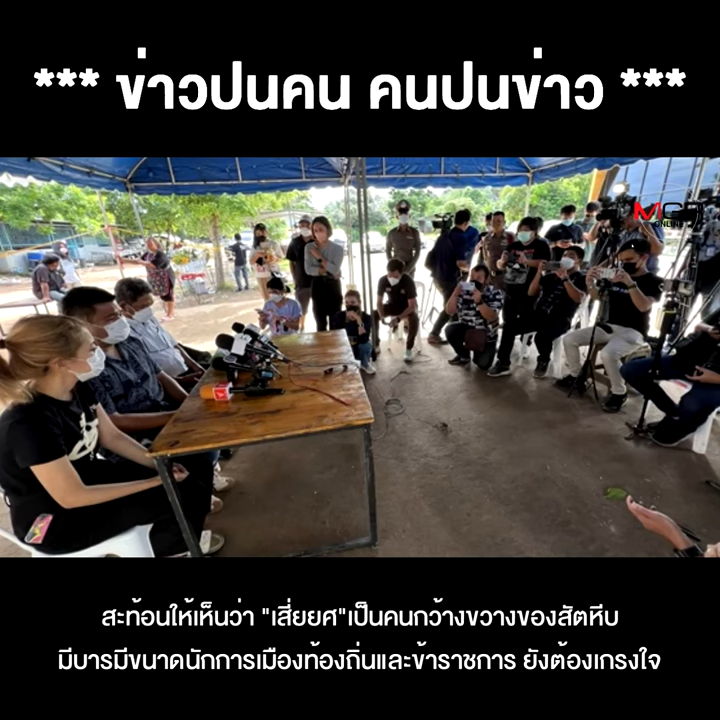 *** ข่าวปนคน คนปนข่าว ***
MGR
ONLINE
สะท้อนให้เห็นว่า "เสี่ยยศ"เป็นคนกว้างขวางของสัตหีบ
มีบารมีขนาดนักการเมืองท้องถิ่นและข้าราชการ ยังต้องเกรงใจ